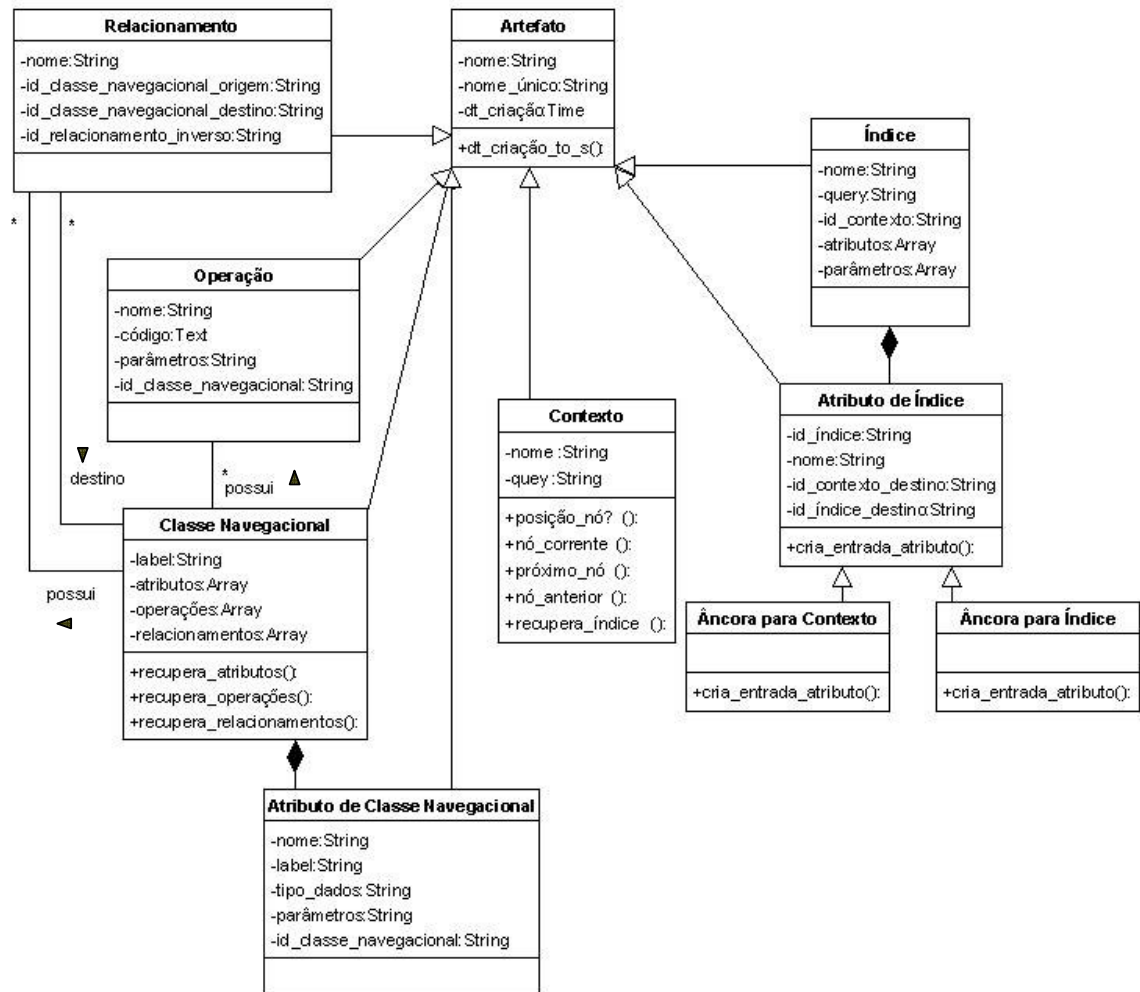 Relacionamento
-nome:String
-id_classe_navegacional_origem:String
-id_classe_navegacional_destino:String
-id_relacionamento_inverso:String
Artefato
-nome:String
-nome_único:String
-dt_criação:Time
+dt_criação_to_s():
Índice
-nome:String
-query:String
-id_contexto:String
-atributos:Array
-parâmetros:Array
*
*
Operação
-nome:String
-código:Text
-parâmetros:String
-id_classe_navegacional:String
Contexto
-nome :String
-quey :String
+posição_nó? ():
+nó_corrente ():
+próximo_nó ():
+nó_anterior ():
+recupera_índice ():
Atributo de Índice
-id_índice:String
-nome:String
-id_contexto_destino:String
-id_índice_destino:String
+cria_entrada_atributo():
destino
*
possui
Classe Navegacional
-label:String
-atributos:Array
-operações:Array
-relacionamentos:Array
+recupera_atributos():
+recupera_operações():
+recupera_relacionamentos():
possui
Âncora para Contexto
+cria_entrada_atributo():
Âncora para Índice
+cria_entrada_atributo():
Atributo de Classe Navegacional
-nome:String
-label:String
-tipo_dados:String
-parâmetros:String
-id_classe_navegacional:String